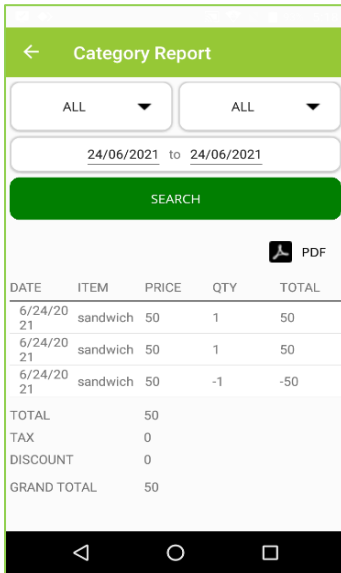 Category Report
ALL ALL
24/06/2021 to 24/06/2021
SEARCH
PDF
DATE ITEM PRICE QTY TOTAL
6/24/20
21 sandwich 50 1 50
6/24/20
21 sandwich 50 1 50
6/24/20
21 sandwich 50 -1 -50
TOTAL 50
TAX 0
DISCOUNT 0
GRAND TOTAL 50